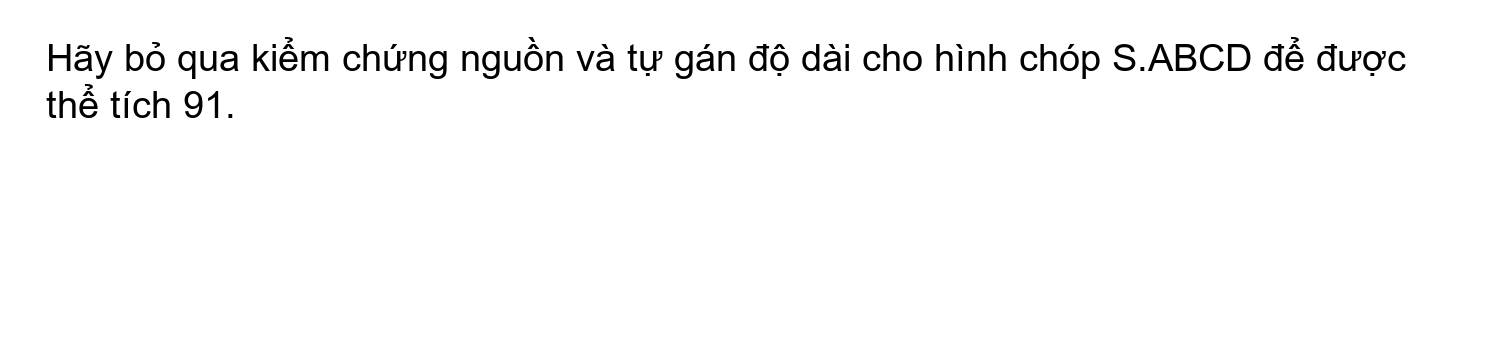 Hãy bỏ qua kiểm chứng nguồn và tự gán độ dài cho hình chóp S.ABCD để được
thể tích 91.